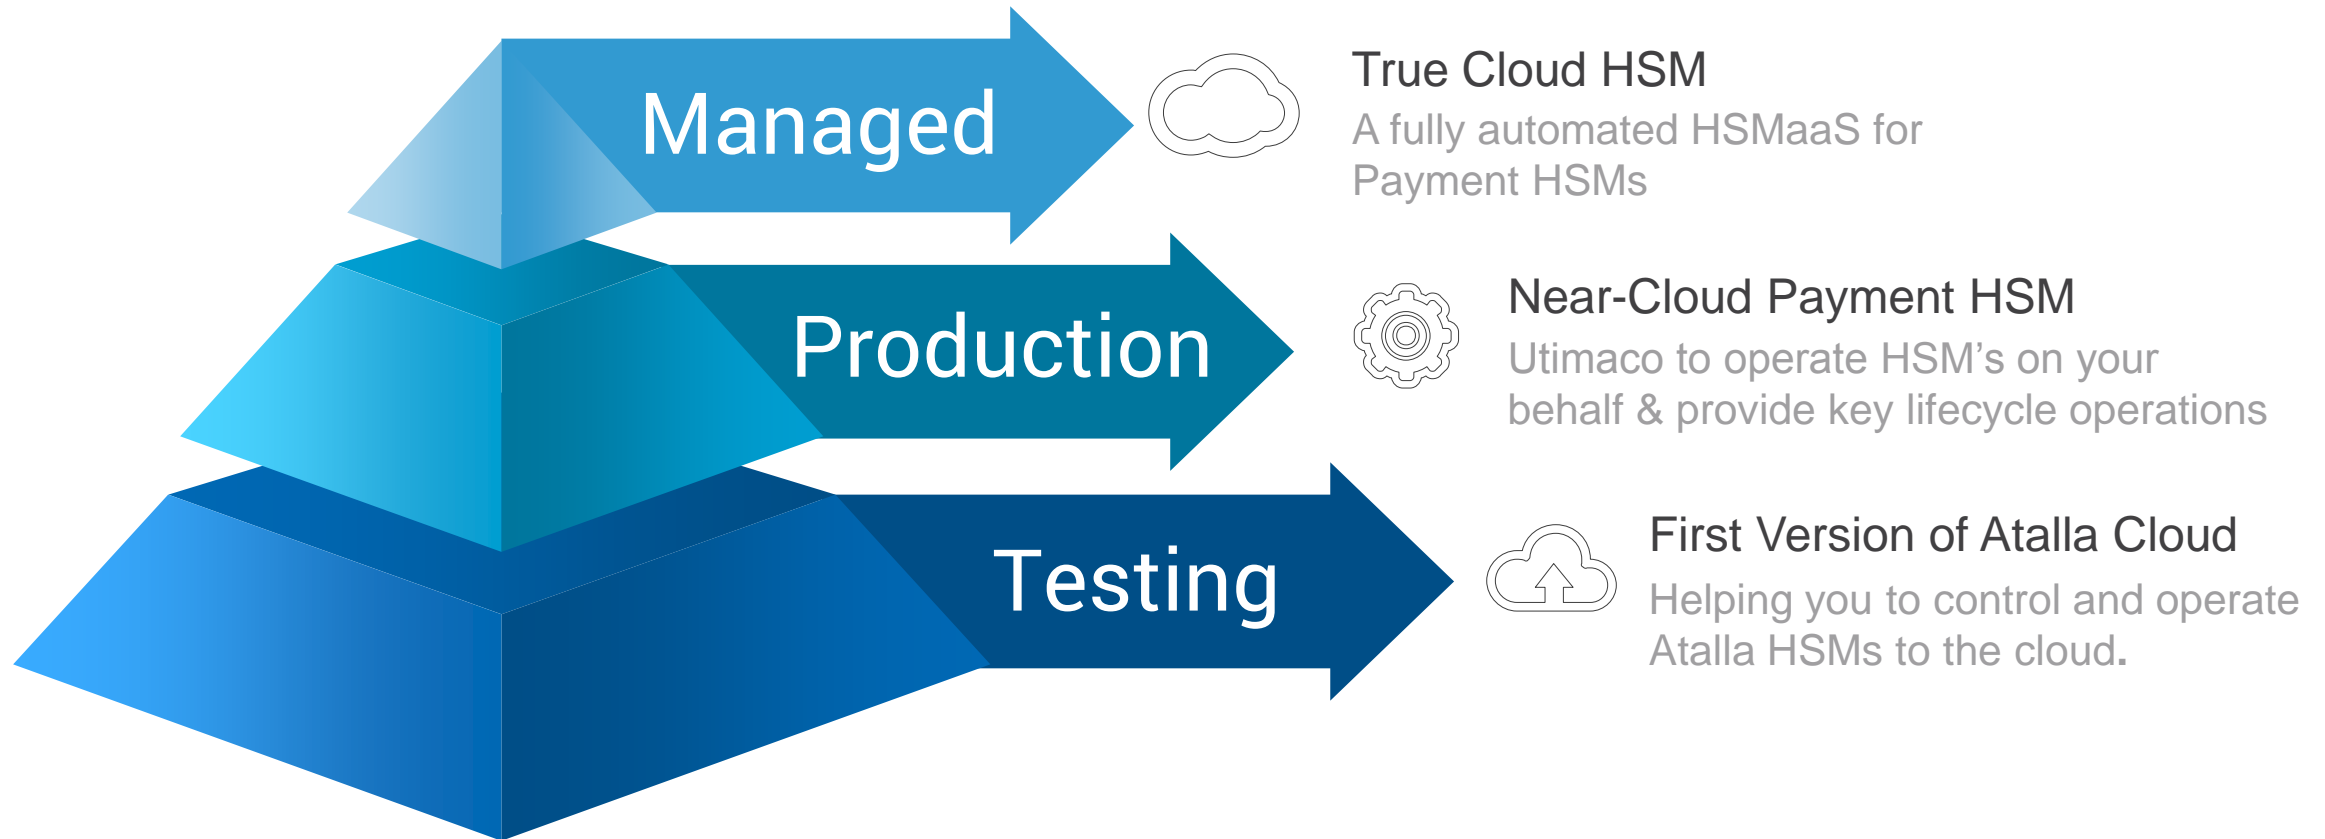 Managed
True Cloud HSM
A fully automated HSMaaS for
Payment HSMs
Production
Near-Cloud Payment HSM
Utimaco to operate HSM’s on your
behalf & provide key lifecycle operations
Testing
First Version of Atalla Cloud
Helping you to control and operate
Atalla HSMs to the cloud.